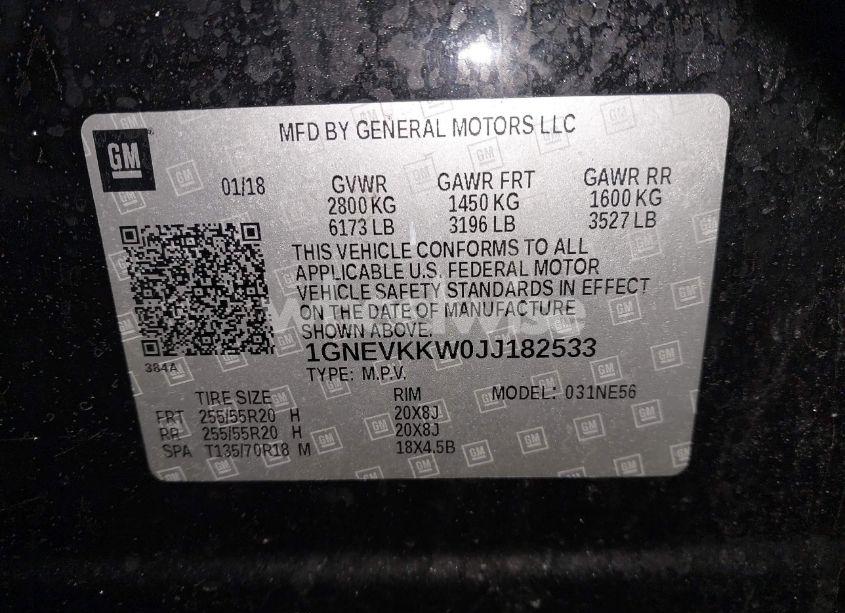 GM
MFD BY GENERAL MOTORS LLC
01/18 GVWR GAWR FRT GAWR RR
2800 KG 1450 KG 1600 KG
6173 LB 3196 LB 3527 LB
THIS VEHICLE CONFORMS TO ALL
APPLICABLE U.S. FEDERAL MOTOR
VEHICLE SAFETY STANDARDS IN EFFECT
ON THE DATE OF MANUFACTURE
SHOWN ABOVE.
1GNEVKKW0JJ182533
384A
TYPE: M.P.V.
TIRE SIZE RIM MODEL: 031NE56
FRT 255/55R20 H 20X8J
RR 255/55R20 H 20X8J
SPA T135/70R18 M 18X4.5B